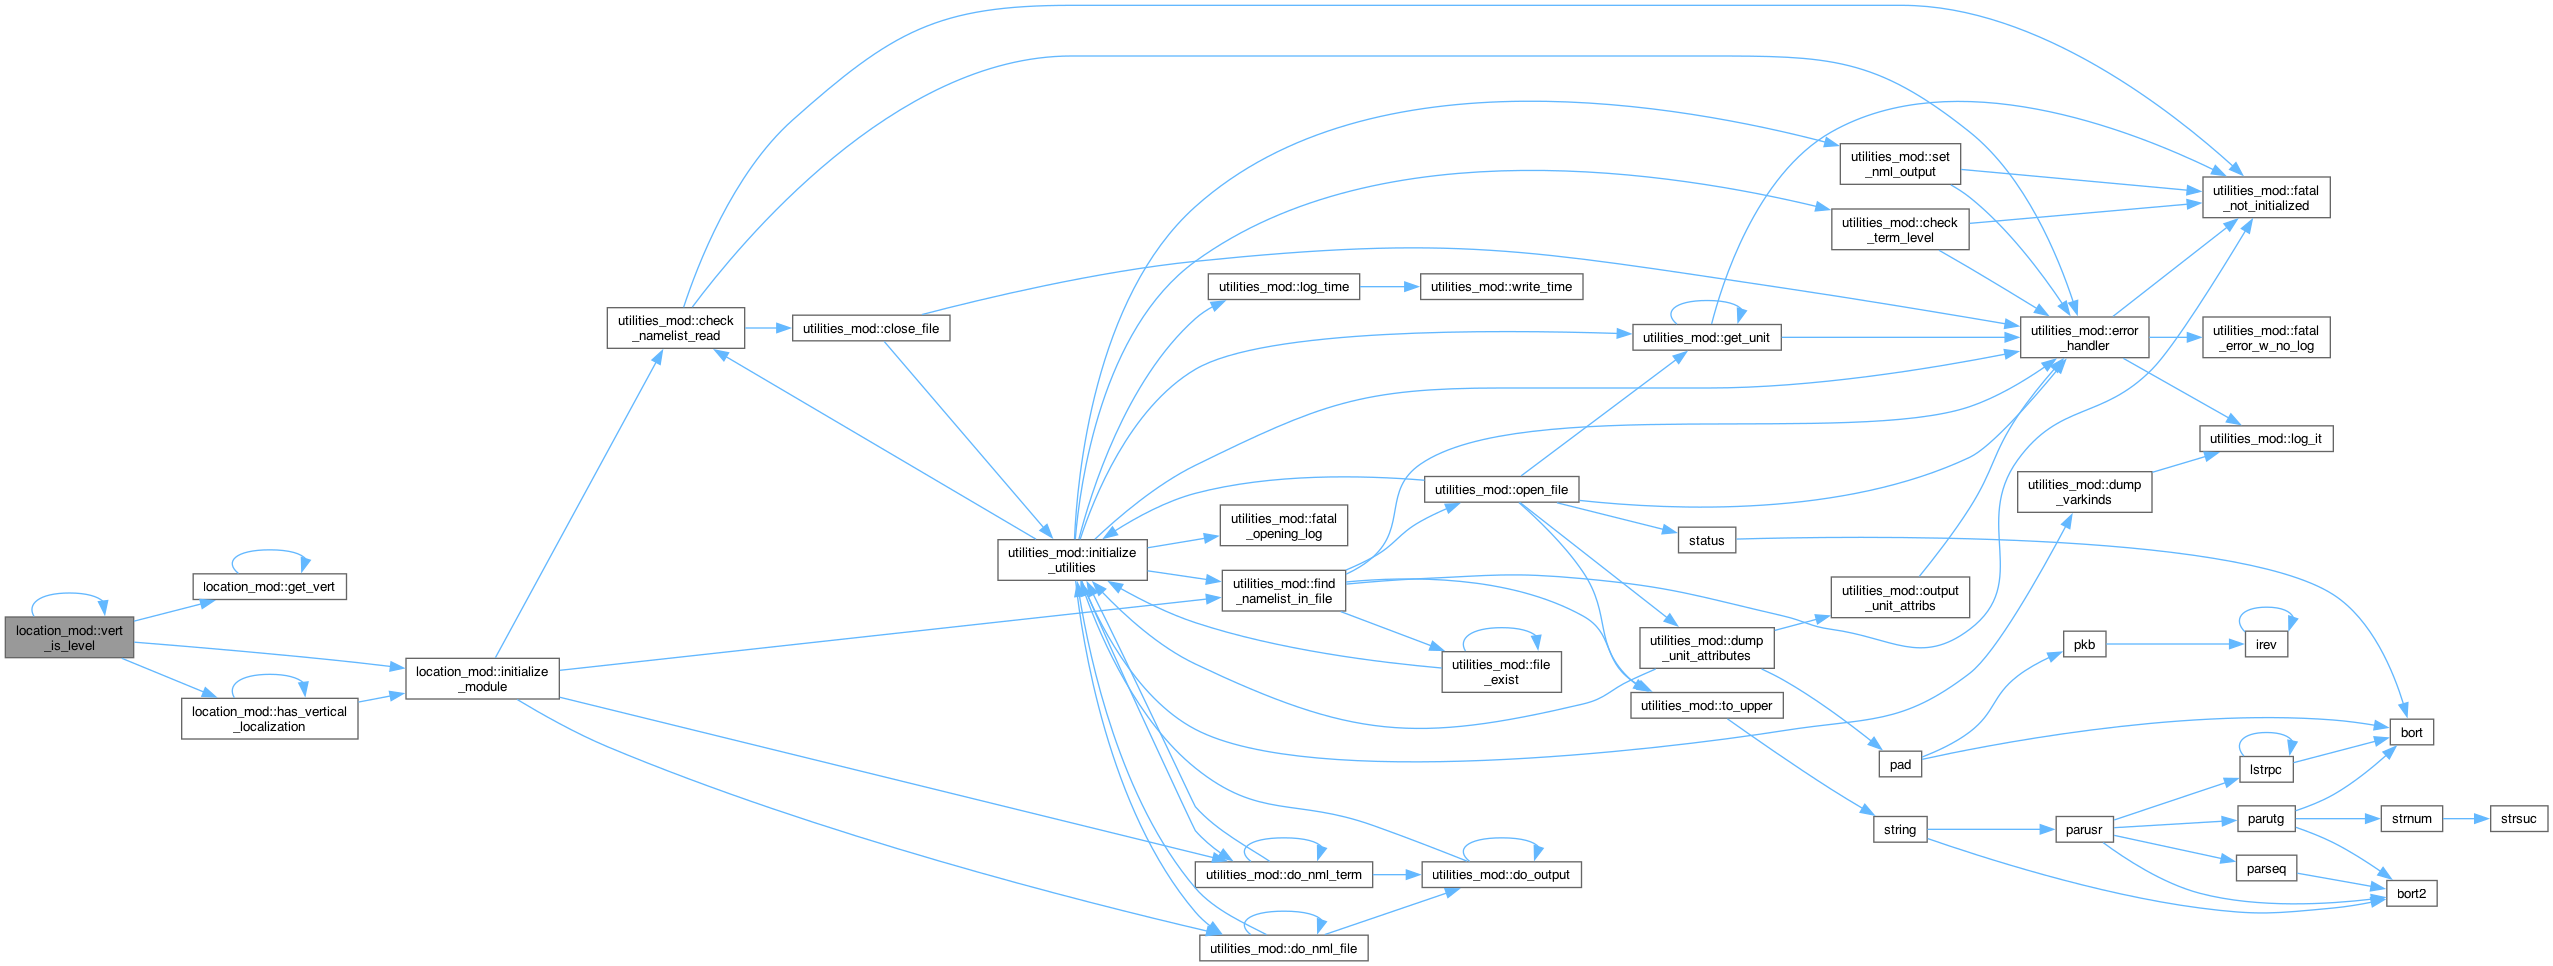 location_mod::vert
_is_level
location_mod::get_vert
location_mod::has_vertical
_localization
location_mod::initialize
_module
utilities_mod::check
_namelist_read
utilities_mod::close_file
utilities_mod::initialize
_utilities
utilities_mod::log_time
utilities_mod::write_time
utilities_mod::fatal
_opening_log
utilities_mod::find
_namelist_in_file
utilities_mod::open_file
utilities_mod::file
_exist
utilities_mod::do_nml_term
utilities_mod::do_output
utilities_mod::do_nml_file
utilities_mod::get_unit
status
utilities_mod::dump
_unit_attributes
utilities_mod::to_upper
utilities_mod::set
_nml_output
utilities_mod::check
_term_level
utilities_mod::output
_unit_attribs
pad
string
utilities_mod::error
_handler
utilities_mod::dump
_varkinds
pkb
parusr
utilities_mod::fatal
_not_initialized
utilities_mod::fatal
_error_w_no_log
utilities_mod::log_it
irev
lstrpc
parutg
parseq
bort
strnum
bort2
strsuc